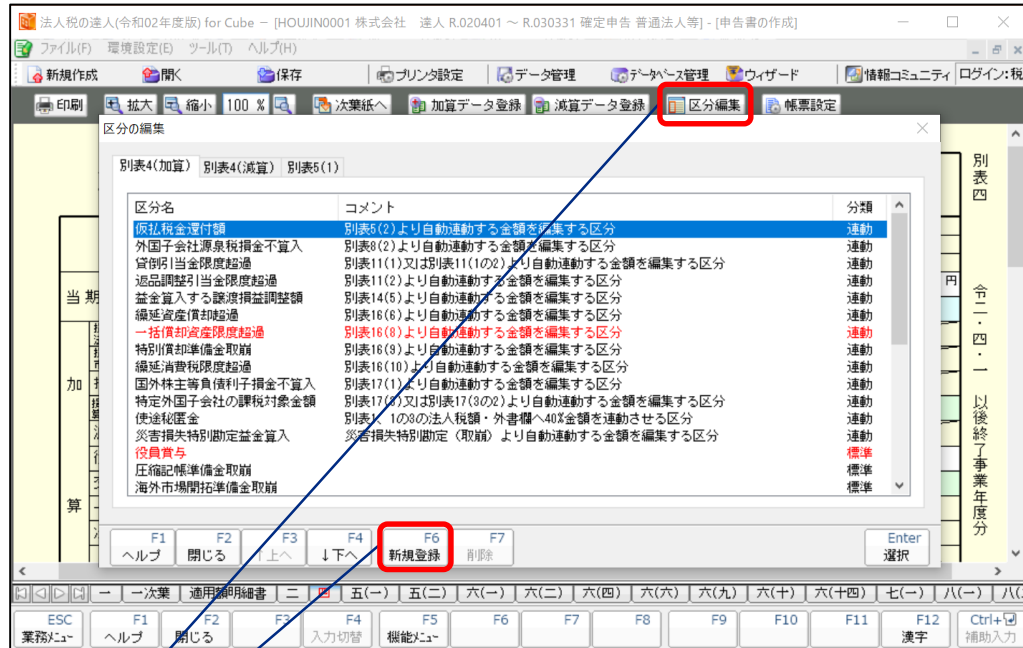 法人税の達人(令和02年度版) for Cube － [HOUJIN0001 株式会社　達人 R.020401 ～ R.030331 確定申告 普通法人等] - [申告書の作成]
ファイル(F) 環境設定(E) ツール(T) ヘルプ(H)
新規作成 開く 保存 プリンタ設定 データ管理 データベース管理 ウィザード 情報コミュニティ ログイン:税
印刷 拡大 縮小 100 % 次葉紙へ 加算データ登録 減算データ登録 区分編集 帳票設定
区分の編集
別表4(加算) 別表4(減算) 別表5(1)
区分名 コメント 分類
仮払税金還付額 別表5(2)より自動連動する金額を編集する区分 連動
外国子会社源泉税損金不算入 別表8(2)より自動連動する金額を編集する区分 連動
貸倒引当金限度超過 別表11(1)又は別表11(1の2)より自動連動する金額を編集する区分 連動
返品調整引当金限度超過 別表11(2)より自動連動する金額を編集する区分 連動
益金算入する譲渡損益調整額 別表14(5)より自動連動する金額を編集する区分 連動
繰延資産償却超過 別表16(6)より自動連動する金額を編集する区分 連動
一括償却資産限度超過 別表16(8)より自動連動する金額を編集する区分 連動
特別償却準備金取崩 別表16(9)より自動連動する金額を編集する区分 連動
繰延消費税限度超過 別表16(10)より自動連動する金額を編集する区分 連動
国外株主等負債利子損金不算入 別表17(1)より自動連動する金額を編集する区分 連動
特定外国子会社の課税対象金額 別表17(3)又は別表17(3の2)より自動連動する金額を編集する区分 連動
使途秘匿金 別表1、1の3の法人税額・外書欄へ40%金額を連動させる区分 連動
災害損失特別勘定益金算入 災害損失特別勘定（取崩）より自動連動する金額を編集する区分 連動
役員賞与 標準
圧縮記帳準備金取崩 標準
海外市場開拓準備金取崩 標準
F1 F2 F3 F4 F6 F7 Enter
ヘルプ 閉じる ↑上へ ↓下へ 新規登録 削除 選択
当期
加
算
円
別表四
令二・四・一　以後終了事業年度分
一 一次葉 適用額明細書 二 四 五(一) 五(二) 六(一) 六(二) 六(四) 六(六) 六(九) 六(十) 六(十四) 七(一) 八(一) 八(
ESC F1 F2 F3 F4 F5 F6 F7 F8 F9 F10 F11 F12 Ctrl+
業務ﾒﾆｭｰ ヘルプ 閉じる 入力切替 機能ﾒﾆｭｰ 漢字 補助入力